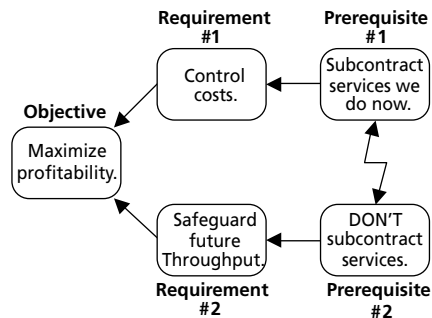 Requirement
#1
Prerequisite
#1
Control
costs.
Subcontract
services we
do now.
Objective
Maximize
profitability.
Safeguard
future
Throughput.
DON'T
subcontract
services.
Requirement
#2
Prerequisite
#2